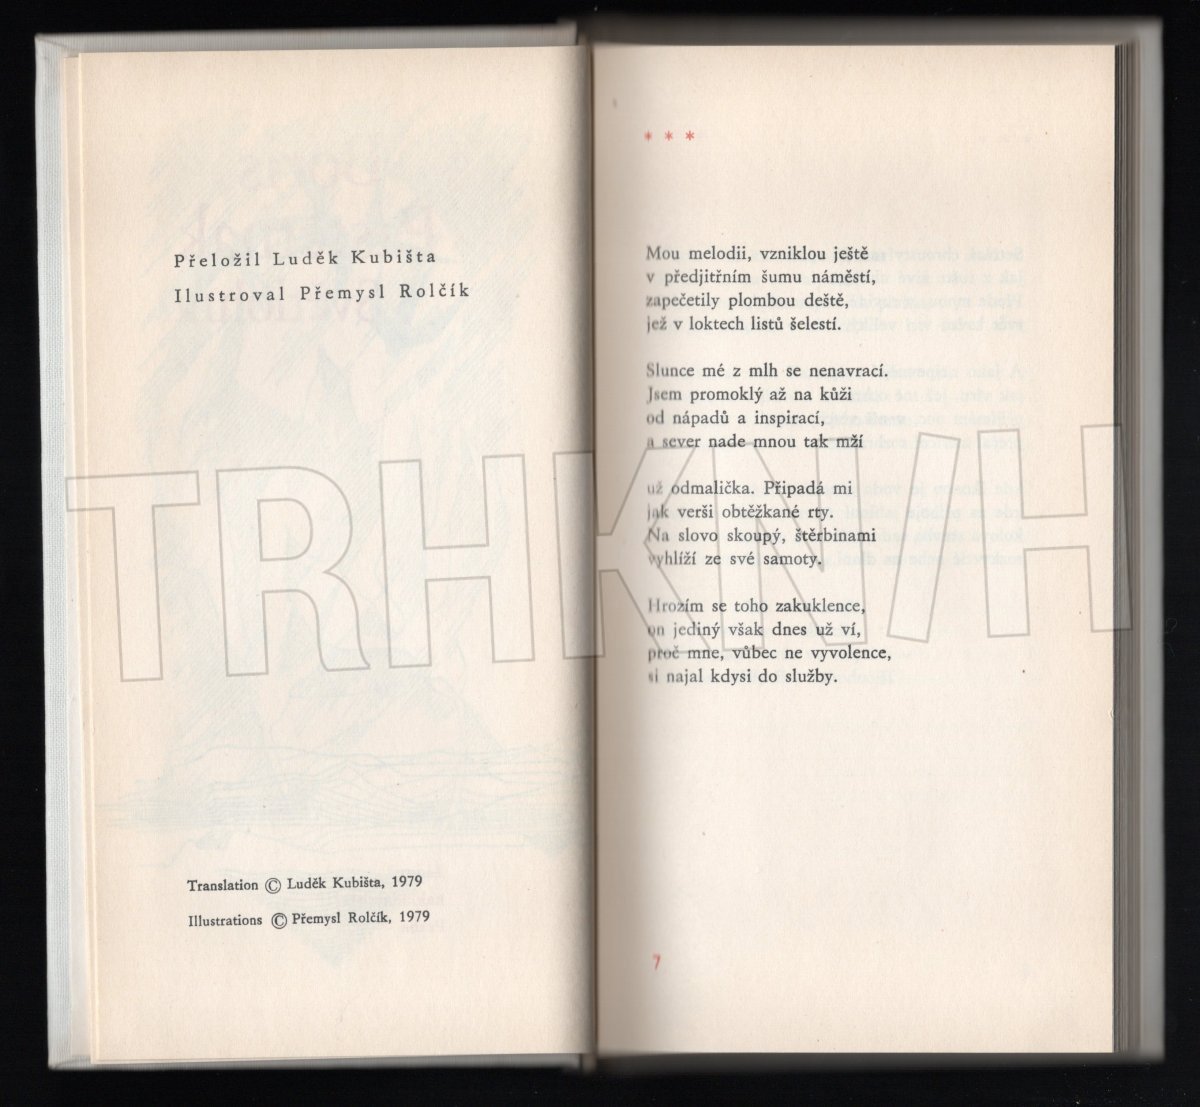 Přeložil Luděk Kubišta
Ilustroval Přemysl Rolčík
Translation © Luděk Kubišta, 1979
Illustrations © Přemysl Rolčík, 1979
* * *
Mou melodii, vzniklou ještě
v předjitřním šumu náměstí,
zapečetily plombou deště,
jež v loktech listů šelestí.
Slunce mé z mlh se nenavrací.
Jsem promoklý až na kůži
od nápadů a inspirací,
a sever nade mnou tak mží
už odmalička. Připadá mi
jak verši obtěžkané rty.
Na slovo skoupý, štěrbinami
vyhlíží ze své samoty.
Hrozím se toho zakuklence,
on jediný však dnes už ví,
proč mne, vůbec ne vyvolence,
si najal kdysi do služby.
7
TRHKNIH